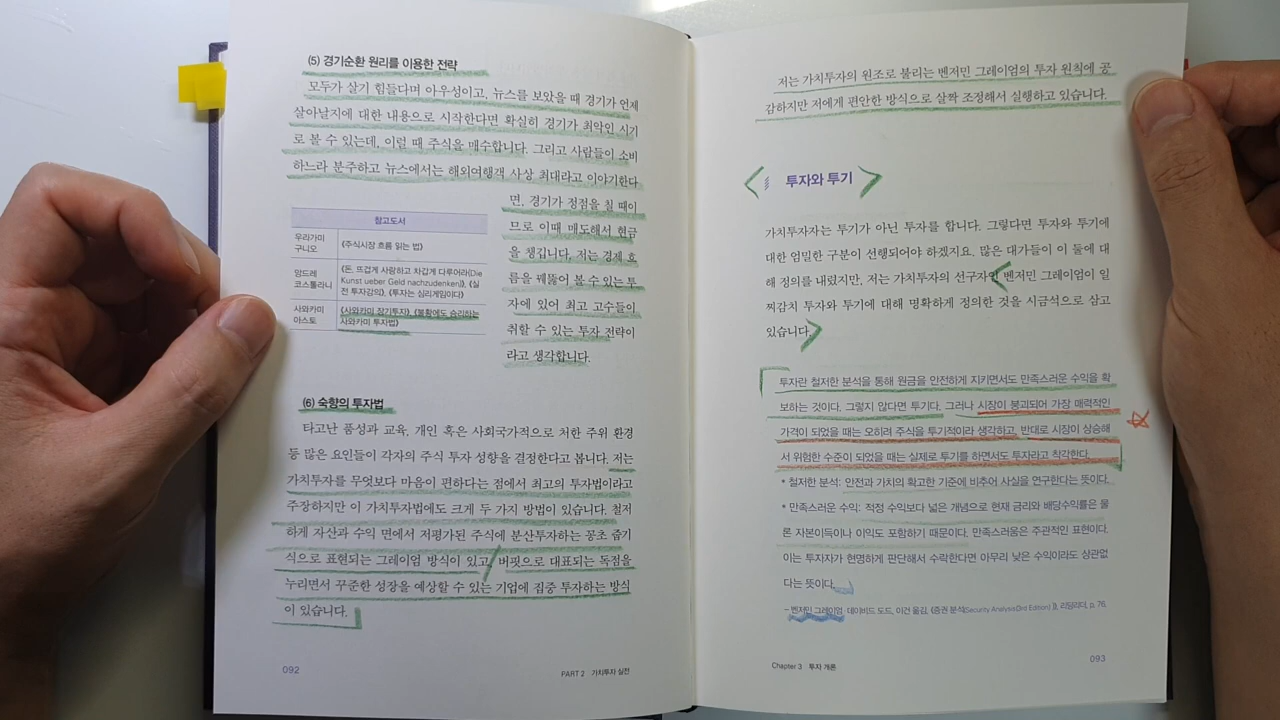 (5) 경기순환 원리를 이용한 전략
모두가 살기 힘들다며 아우성이고, 뉴스를 보았을 때 경기가 언제
살아날지에 대한 내용으로 시작한다면 확실히 경기가 최악인 시기
로 볼 수 있는데, 이럴 때 주식을 매수합니다. 그리고 사람들이 소비
하느라 분주하고 뉴스에서는 해외여행객 사상 최대라고 이야기한다
면, 경기가 정점을 칠 때이
므로 이때 매도해서 현금
을 챙깁니다. 저는 경제 흐
름을 꿰뚫어 볼 수 있는 투
자에 있어 최고 고수들이
취할 수 있는 투자 전략이
라고 생각합니다.
참고도서
우라가미
구니오
《주식시장 흐름 읽는 법》
앙드레
코스톨라니
《돈, 뜨겁게 사랑하고 차갑게 다루어라(Die
Kunst ueber Geld nachzudenken)》, 《실
전 투자강의》, 《투자는 심리게임이다》
사와카미
아스토
《사와카미 장기투자》, 《불황에도 승리하는
사와카미 투자법》
(6) 숙향의 투자법
타고난 품성과 교육, 개인 혹은 사회국가적으로 처한 주위 환경
등 많은 요인들이 각자의 주식 투자 성향을 결정한다고 봅니다. 저는
가치투자를 무엇보다 마음이 편하다는 점에서 최고의 투자법이라고
주장하지만 이 가치투자법에도 크게 두 가지 방법이 있습니다. 철저
하게 자산과 수익 면에서 저평가된 주식에 분산투자하는 꽁초 줍기
식으로 표현되는 그레이엄 방식이 있고, 버핏으로 대표되는 독점을
누리면서 꾸준한 성장을 예상할 수 있는 기업에 집중 투자하는 방식
이 있습니다.
092
PART 2 가치투자 실전
저는 가치투자의 원조로 불리는 벤저민 그레이엄의 투자 원칙에 공
감하지만 저에게 편안한 방식으로 살짝 조정해서 실행하고 있습니다.
투자와 투기
가치투자자는 투기가 아닌 투자를 합니다. 그렇다면 투자와 투기에
대한 엄밀한 구분이 선행되어야 하겠지요. 많은 대가들이 이 둘에 대
해 정의를 내렸지만, 저는 가치투자의 선구자인 벤저민 그레이엄이 일
찌감치 투자와 투기에 대해 명확하게 정의한 것을 시금석으로 삼고
있습니다.
투자란 철저한 분석을 통해 원금을 안전하게 지키면서도 만족스러운 수익을 확
보하는 것이다. 그렇지 않다면 투기다. 그러나 시장이 붕괴되어 가장 매력적인
가격이 되었을 때는 오히려 주식을 투기적이라 생각하고, 반대로 시장이 상승해
서 위험한 수준이 되었을 때는 실제로 투기를 하면서도 투자라고 착각한다.
* 철저한 분석: 안전과 가치의 확고한 기준에 비추어 사실을 연구한다는 뜻이다.
* 만족스러운 수익: 적정 수익보다 넓은 개념으로 현재 금리와 배당수익률은 물
론 자본이득이나 이익도 포함하기 때문이다. 만족스러움은 주관적인 표현이다.
이는 투자자가 현명하게 판단해서 수락한다면 아무리 낮은 수익이라도 상관없
다는 뜻이다.
– 벤저민 그레이엄·데이비드 도드, 이건 옮김, 《증권 분석(Security Analysis(3rd Edition) )》, 리딩리더, p. 76.
Chapter 3 투자 개론
093